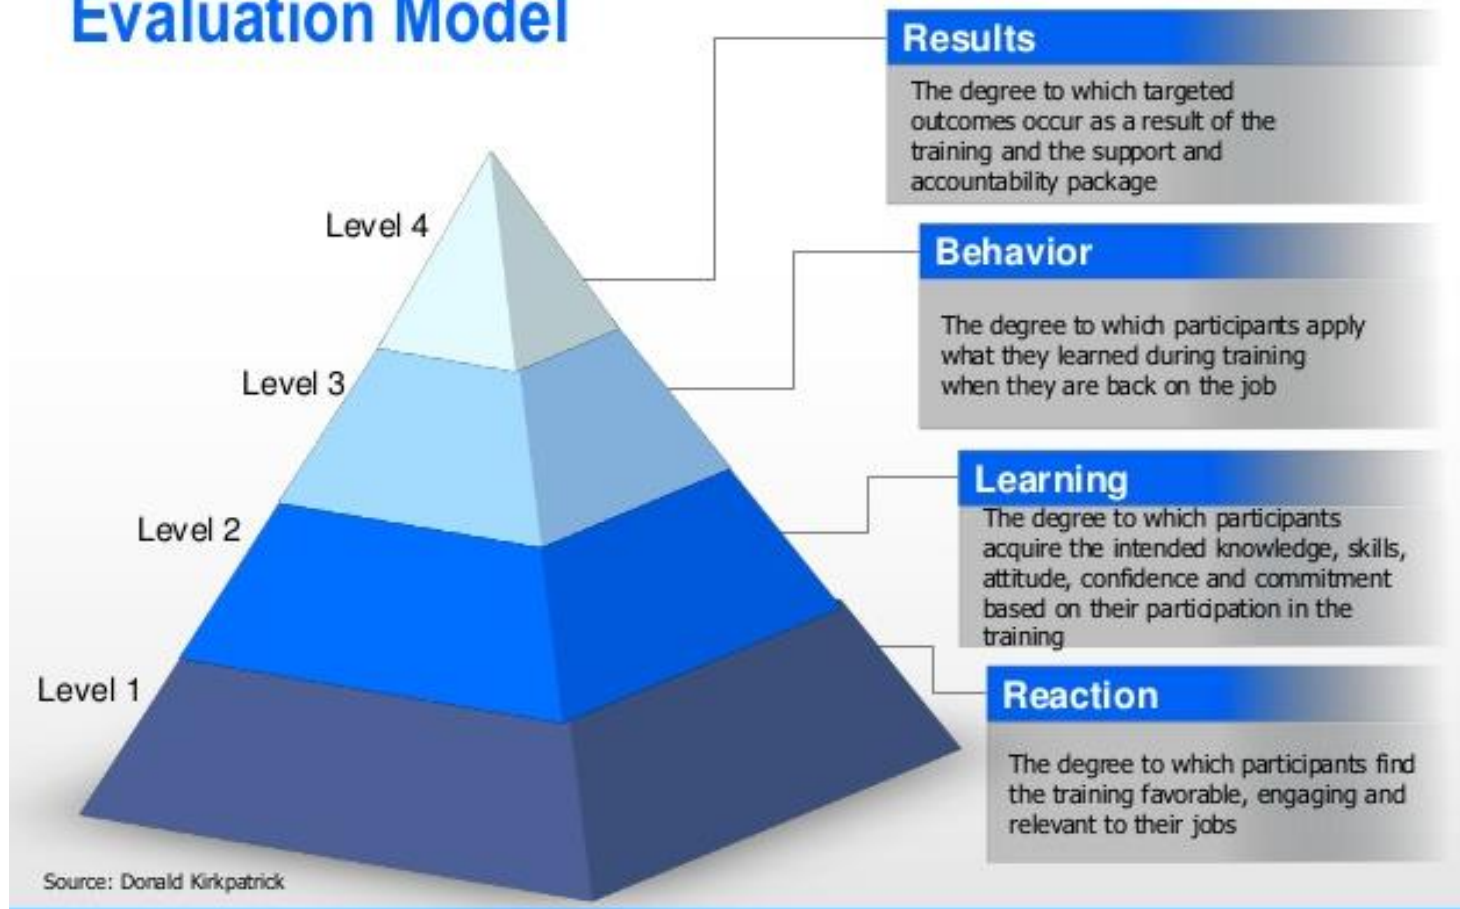 Evaluation Model
Results
The degree to which targeted
outcomes occur as a result of the
training and the support and
accountability package
Level 4
Behavior
The degree to which participants apply
what they learned during training
when they are back on the job
Level 3
Learning
The degree to which participants
acquire the intended knowledge, skills,
attitude, confidence and commitment
based on their participation in the
training
Level 2
Reaction
The degree to which participants find
the training favorable, engaging and
relevant to their jobs
Level 1
Source: Donald Kirkpatrick